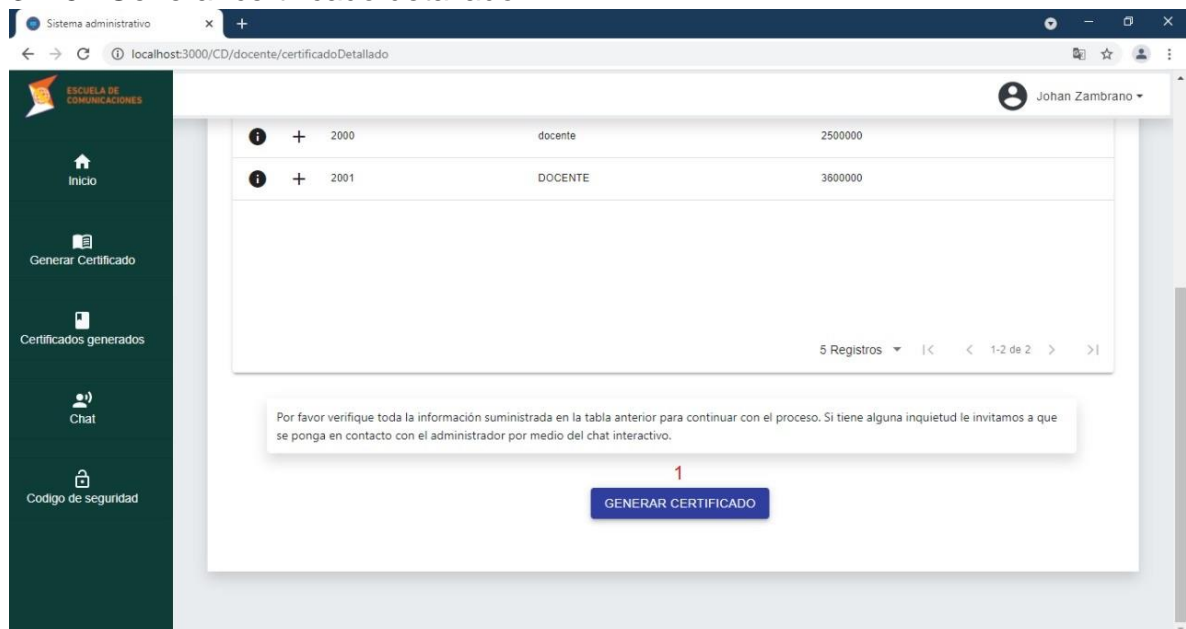 Sistema administrativo
localhost:3000/CD/docente/certificadoDetallado
ESCUELA DE
COMUNICACIONES
Johan Zambrano
Inicio
Generar Certificado
Certificados generados
Chat
Codigo de seguridad
2000 docente 2500000
2001 DOCENTE 3600000
5 Registros 1-2 de 2
Por favor verifique toda la información suministrada en la tabla anterior para continuar con el proceso. Si tiene alguna inquietud le invitamos a que
se ponga en contacto con el administrador por medio del chat interactivo.
1
GENERAR CERTIFICADO